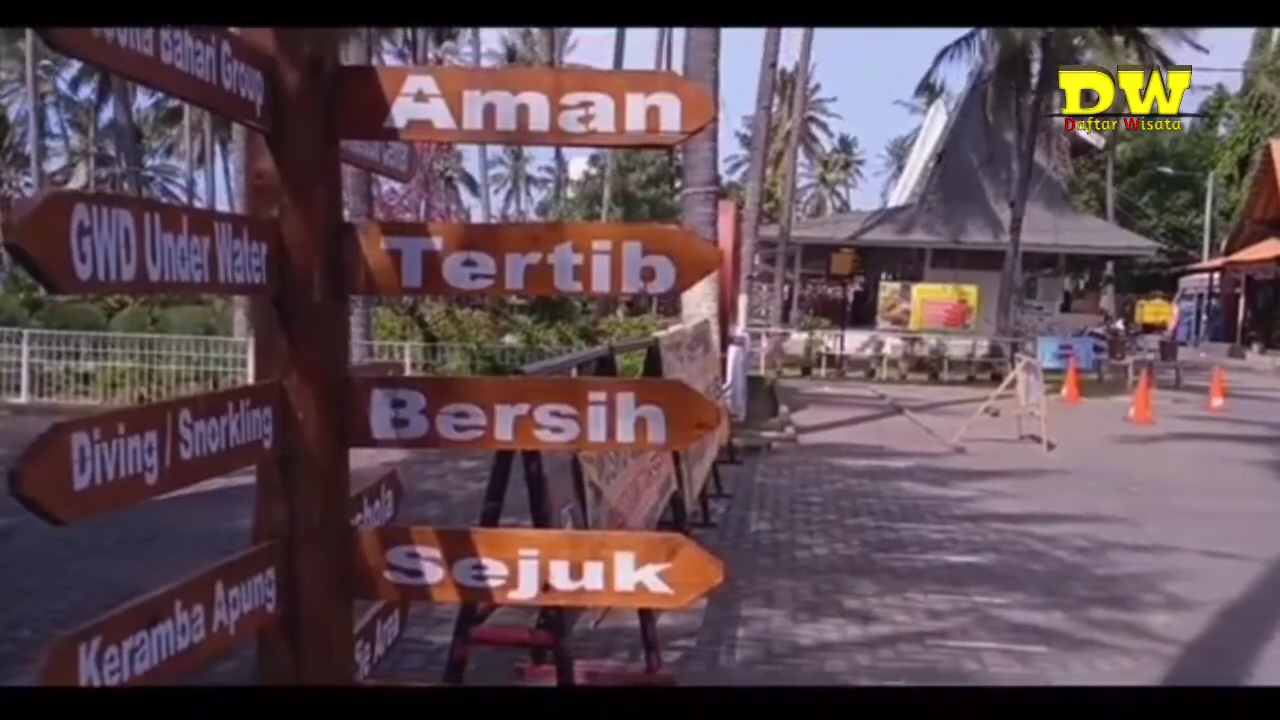 Bahari Group
Aman
GWD Under Water
Tertib
Diving / Snorkling
Bersih
Sejuk
Keramba Apung
DW
Daftar Wisata